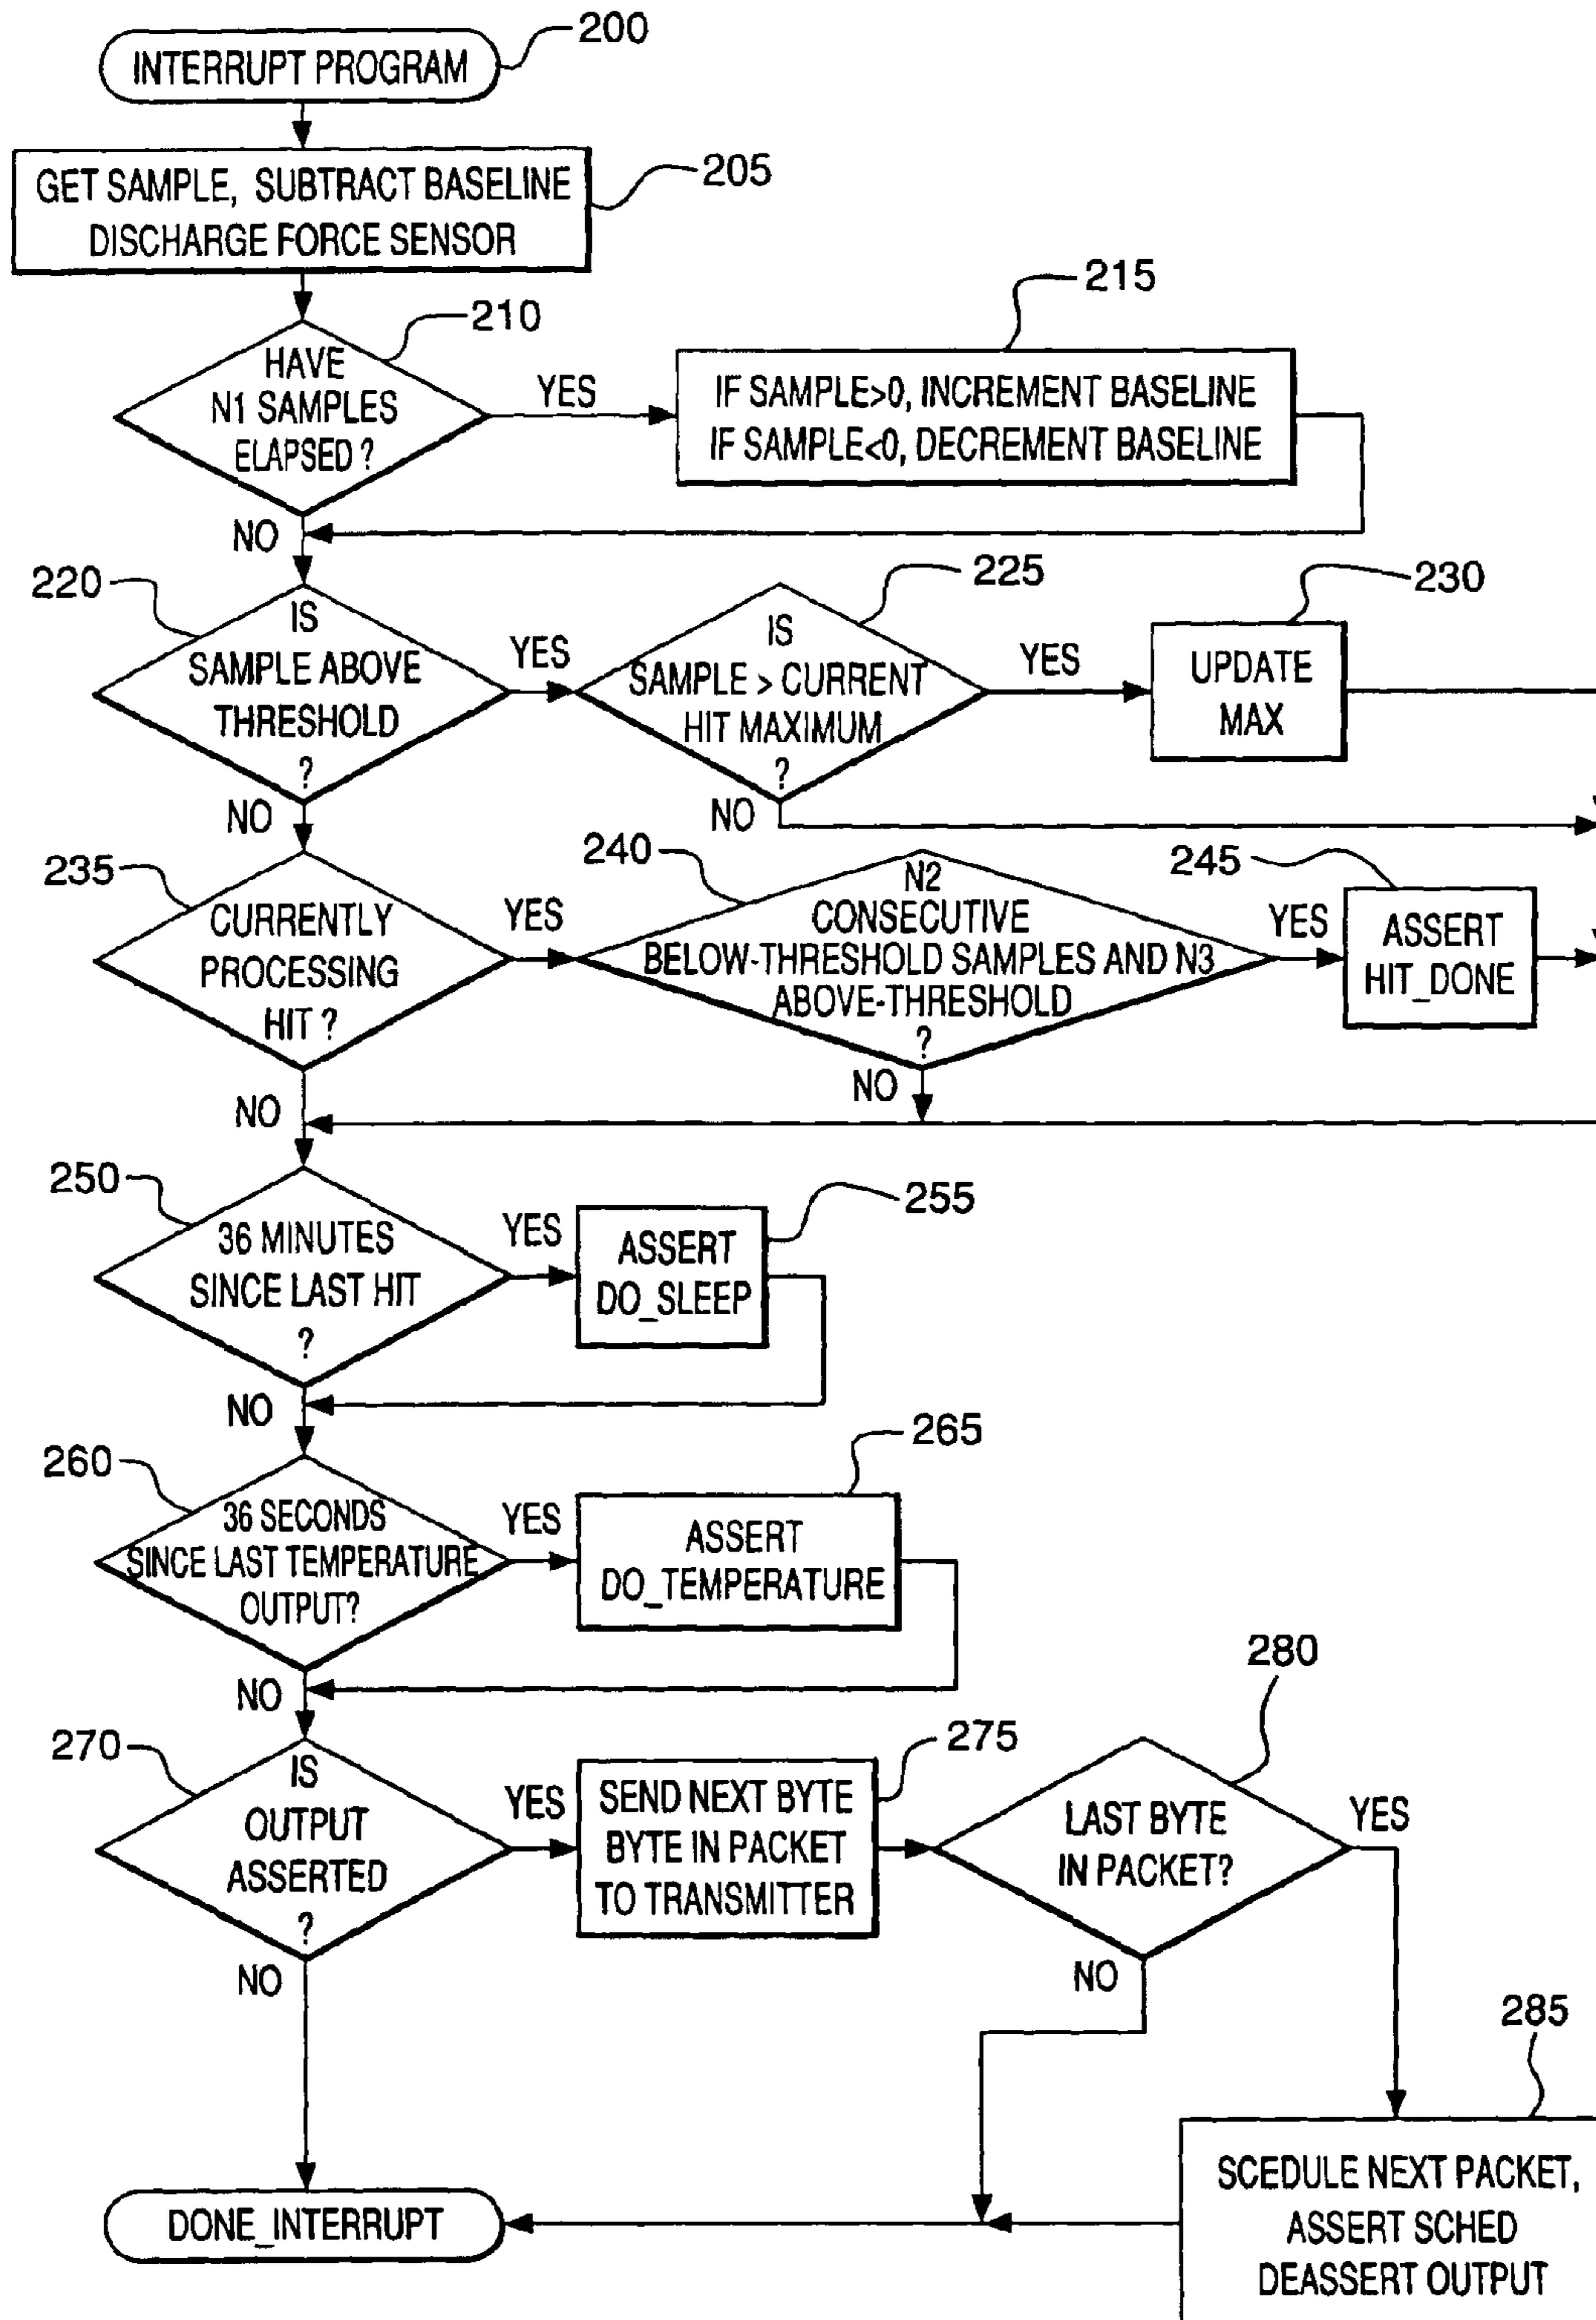 INTERRUPT PROGRAM
200
GET SAMPLE, SUBTRACT BASELINE
DISCHARGE FORCE SENSOR
205
HAVE
N1 SAMPLES
ELAPSED ?
210
YES
NO
IF SAMPLE>0, INCREMENT BASELINE
IF SAMPLE<0, DECREMENT BASELINE
215
220
IS
SAMPLE ABOVE
THRESHOLD
?
YES
NO
225
IS
SAMPLE > CURRENT
HIT MAXIMUM
?
YES
NO
230
UPDATE
MAX
235
CURRENTLY
PROCESSING
HIT ?
YES
NO
240
N2
CONSECUTIVE
BELOW-THRESHOLD SAMPLES AND N3
ABOVE-THRESHOLD
?
YES
NO
245
ASSERT
HIT_DONE
250
36 MINUTES
SINCE LAST HIT
?
YES
NO
255
ASSERT
DO_SLEEP
260
36 SECONDS
SINCE LAST TEMPERATURE
OUTPUT?
YES
NO
265
ASSERT
DO_TEMPERATURE
270
IS
OUTPUT
ASSERTED
?
YES
NO
275
SEND NEXT BYTE
BYTE IN PACKET
TO TRANSMITTER
280
LAST BYTE
IN PACKET?
YES
NO
285
SCEDULE NEXT PACKET,
ASSERT SCHED
DEASSERT OUTPUT
DONE_INTERRUPT